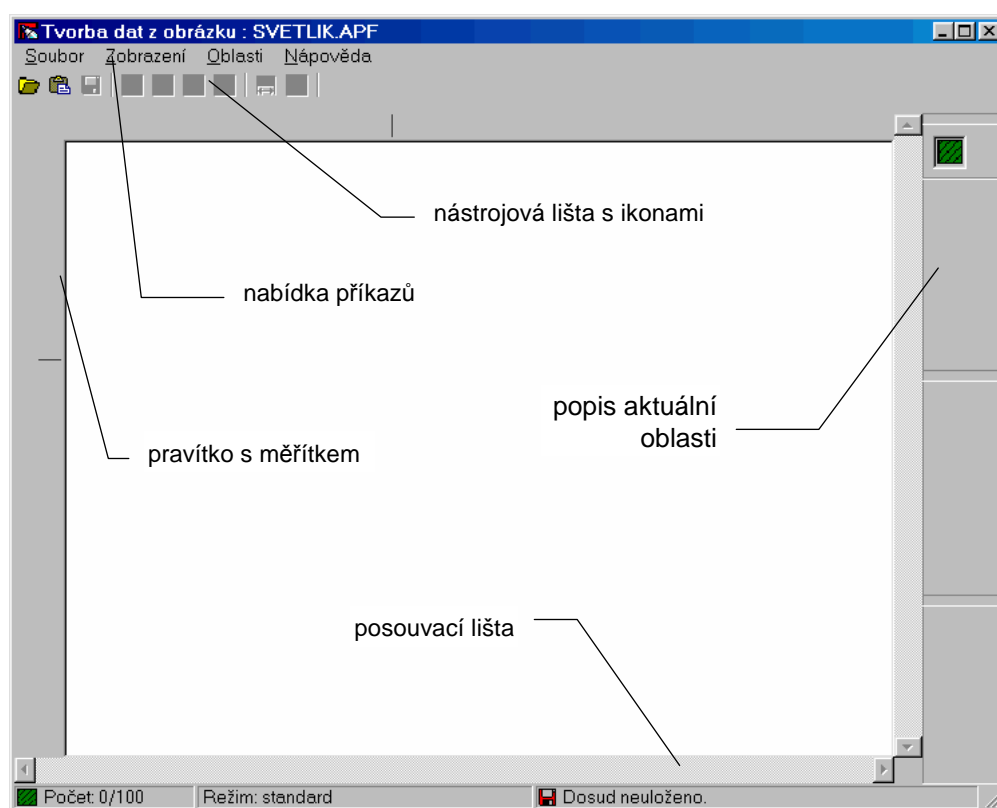 Tvorba dat z obrázku : SVETLIK.APF
Soubor Zobrazení Oblasti Nápověda
nástrojová lišta s ikonami
nabídka příkazů
popis aktuální
oblasti
pravítko s měřítkem
posouvací lišta
Počet: 0/100 Režim: standard Dosud neuloženo.